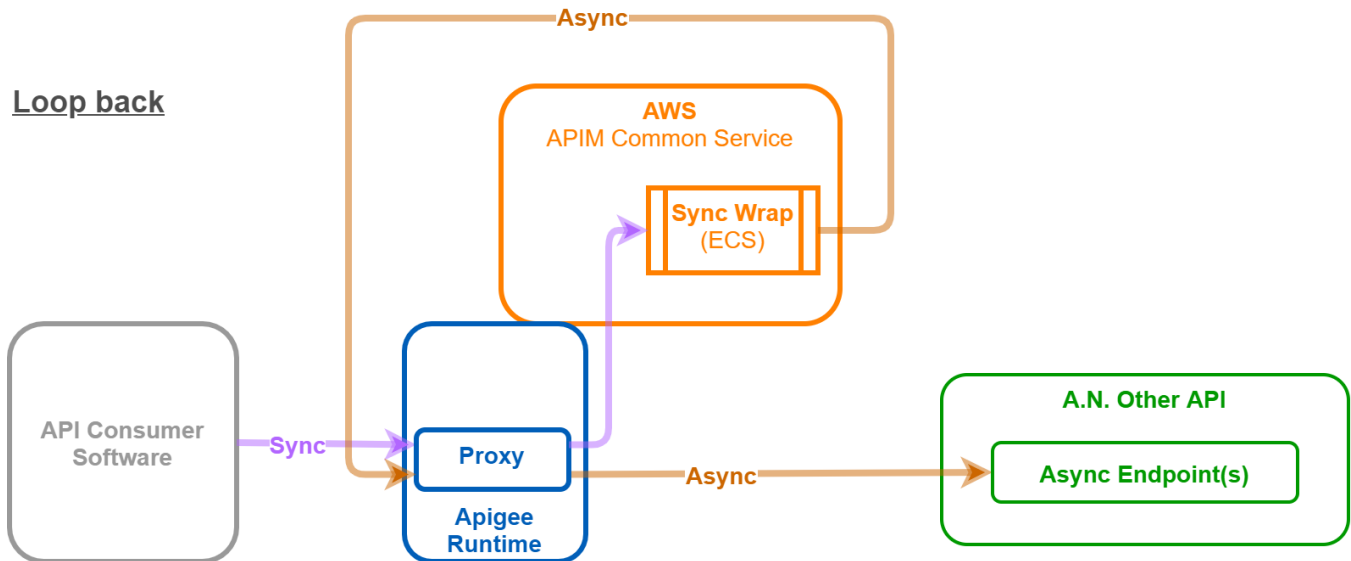 Async
Loop back
AWS
APIM Common Service
Sync Wrap
(ECS)
API Consumer
Software
Sync
Proxy
Apigee
Runtime
Async
A.N. Other API
Async Endpoint(s)